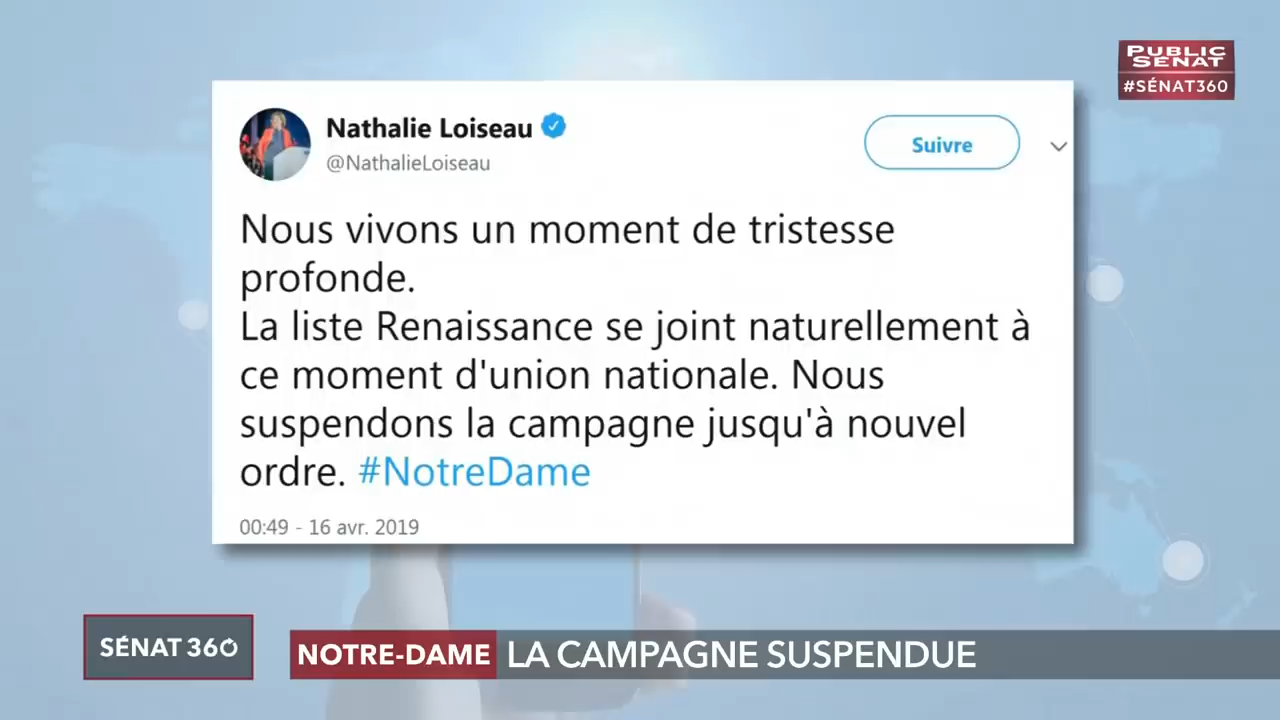 PUBLIC
SÉNAT
#SÉNAT360
Nathalie Loiseau
@NathalieLoiseau
Suivre
Nous vivons un moment de tristesse
profonde.
La liste Renaissance se joint naturellement à
ce moment d'union nationale. Nous
suspendons la campagne jusqu'à nouvel
ordre. #NotreDame
00:49 - 16 avr. 2019
SÉNAT 360
NOTRE-DAME LA CAMPAGNE SUSPENDUE